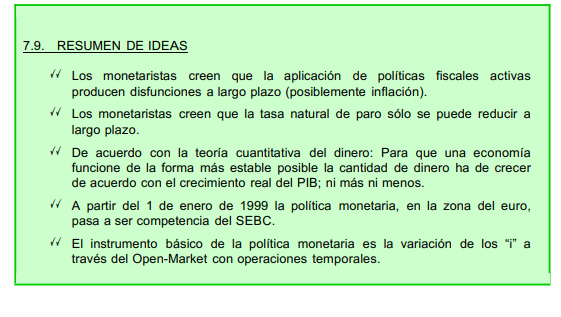 7.9. RESUMEN DE IDEAS
√√ Los monetaristas creen que la aplicación de políticas fiscales activas
producen disfunciones a largo plazo (posiblemente inflación).
√√ Los monetaristas creen que la tasa natural de paro sólo se puede reducir a
largo plazo.
√√ De acuerdo con la teoría cuantitativa del dinero: Para que una economía
funcione de la forma más estable posible la cantidad de dinero ha de crecer
de acuerdo con el crecimiento real del PIB; ni más ni menos.
√√ A partir del 1 de enero de 1999 la política monetaria, en la zona del euro,
pasa a ser competencia del SEBC.
√√ El instrumento básico de la política monetaria es la variación de los “i” a
través del Open-Market con operaciones temporales.